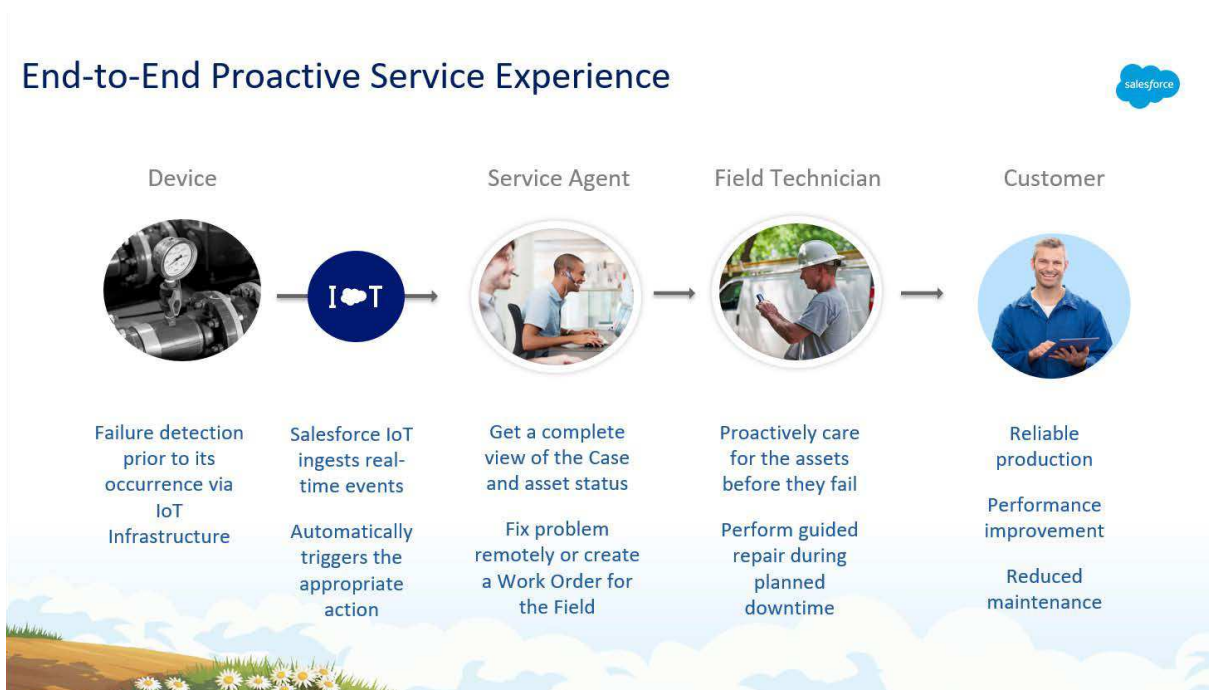 End-to-End Proactive Service Experience
salesforce
Device
Service Agent
Field Technician
Customer
I T
Failure detection
prior to its
occurrence via
IoT
Infrastructure
Salesforce IoT
ingests real-
time events
Automatically
triggers the
appropriate
action
Get a complete
view of the Case
and asset status
Fix problem
remotely or create
a Work Order for
the Field
Proactively care
for the assets
before they fail
Perform guided
repair during
planned
downtime
Reliable
production
Performance
improvement
Reduced
maintenance